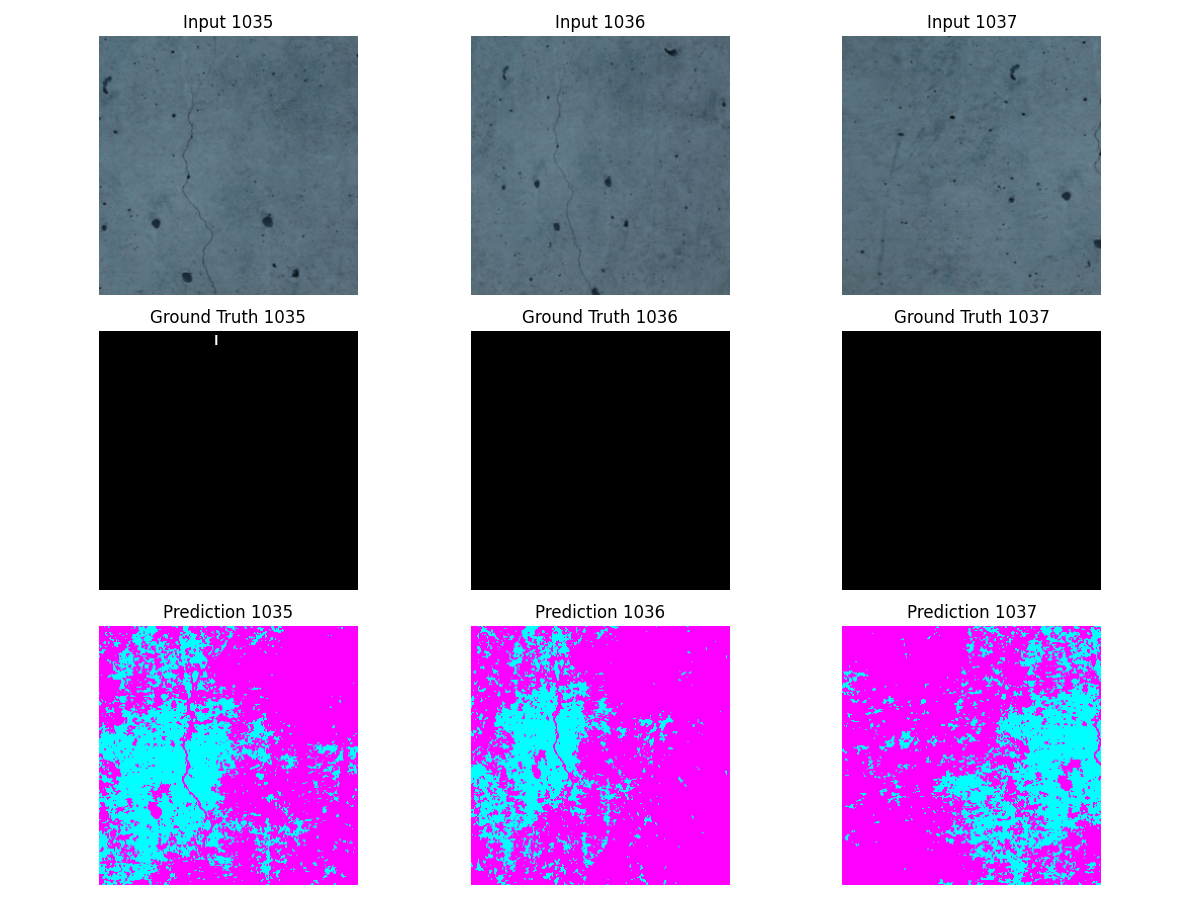 Input 1035
Input 1036
Input 1037
Ground Truth 1035
Ground Truth 1036
Ground Truth 1037
Prediction 1035
Prediction 1036
Prediction 1037